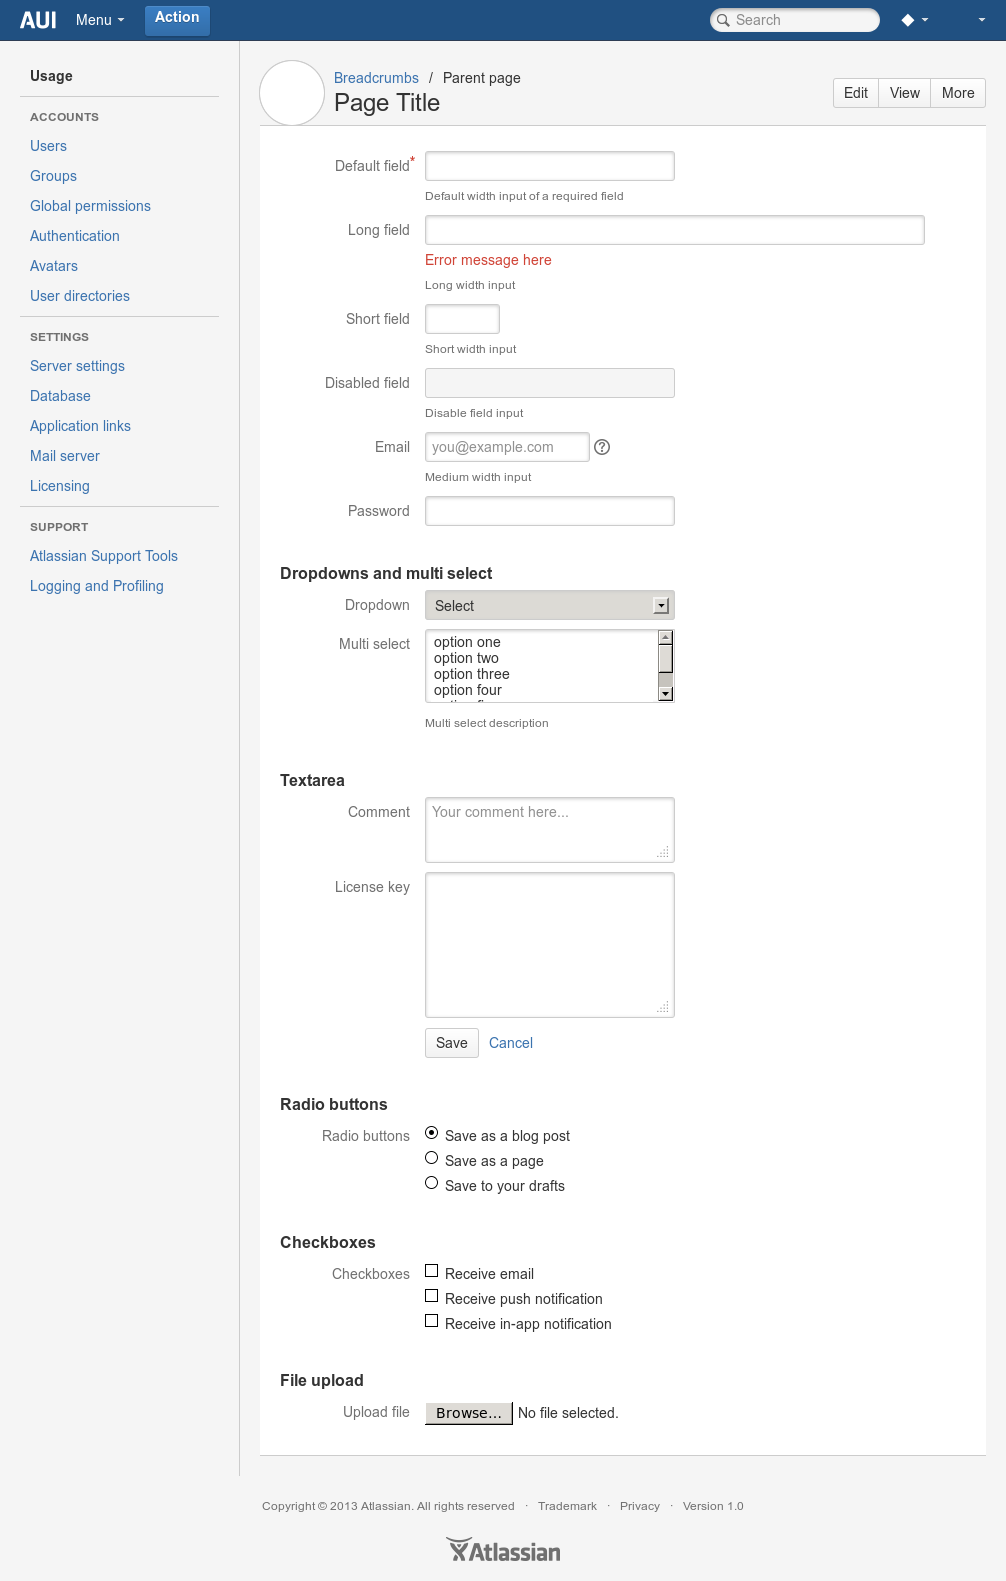 AUI Menu Action Search
Usage
ACCOUNTS
Users
Groups
Global permissions
Authentication
Avatars
User directories
SETTINGS
Server settings
Database
Application links
Mail server
Licensing
SUPPORT
Atlassian Support Tools
Logging and Profiling
Breadcrumbs / Parent page
Page Title
Edit View More
Default field*
Default width input of a required field
Long field
Error message here
Long width input
Short field
Short width input
Disabled field
Disable field input
Email you@example.com
Medium width input
Password
Dropdowns and multi select
Dropdown Select
Multi select option one
option two
option three
option four
Multi select description
Textarea
Comment Your comment here...
License key
Save Cancel
Radio buttons
Radio buttons Save as a blog post
Save as a page
Save to your drafts
Checkboxes
Checkboxes Receive email
Receive push notification
Receive in-app notification
File upload
Upload file Browse... No file selected.
Copyright © 2013 Atlassian. All rights reserved · Trademark · Privacy · Version 1.0
Atlassian